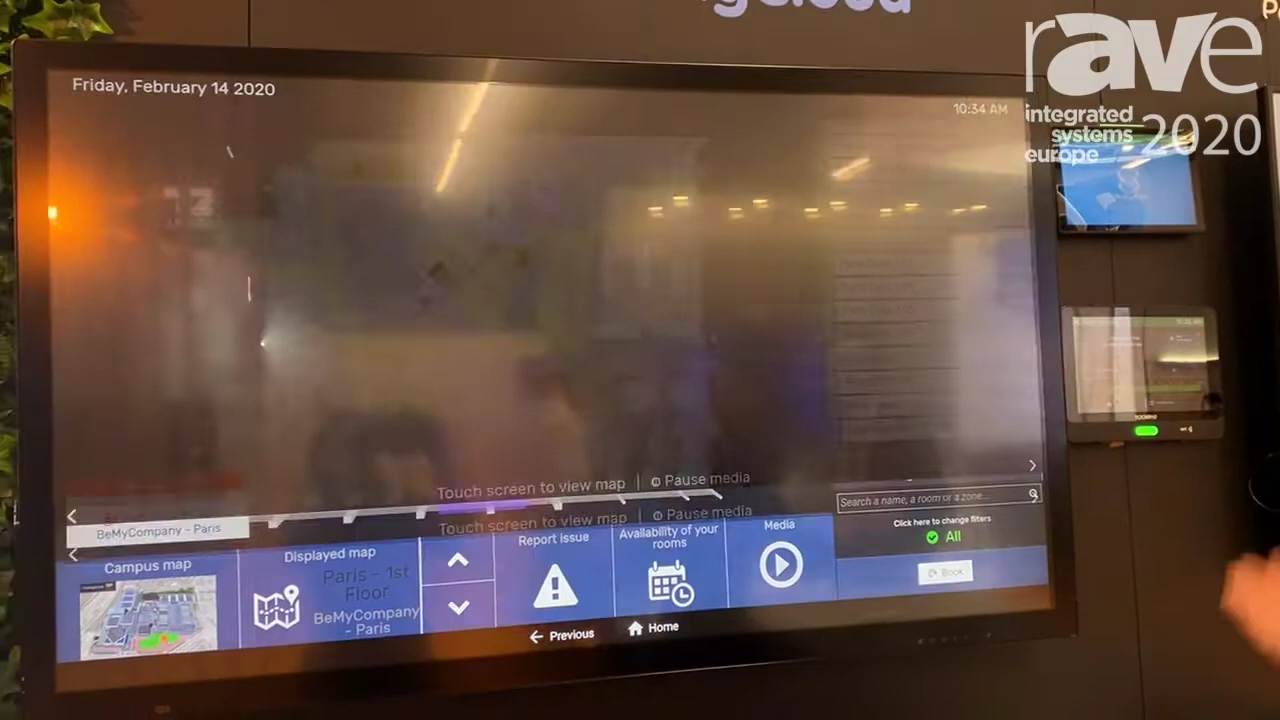 rave
integrated
systems
europe
2020
Friday, February 14 2020
10:34 AM
Touch screen to view map | Pause media
Touch screen to view map | Pause media
BeMyCompany - Paris
Search a name, a room or a zone...
Click here to change filters
All
Book
Campus map
Displayed map
Paris - 1st
Floor
BeMyCompany
- Paris
Report issue
Availability of your
rooms
Media
Previous
Home